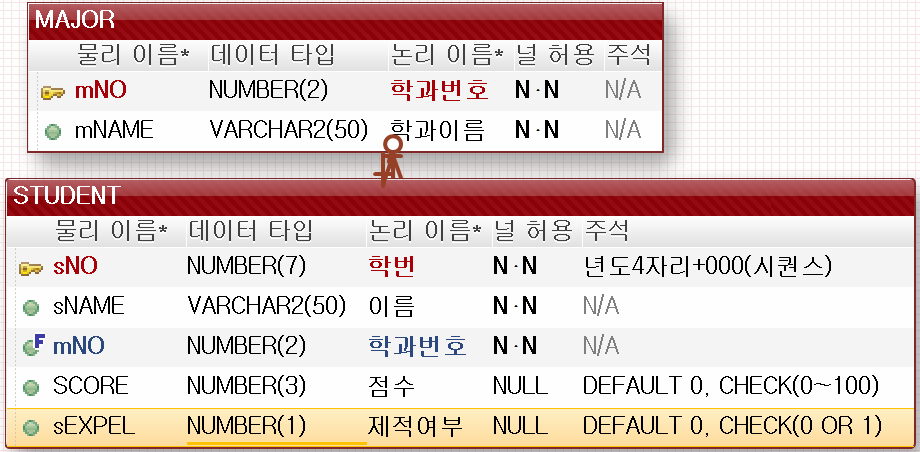 MAJOR
물리 이름* 데이터 타입 논리 이름* 널 허용 주석
mNO NUMBER(2) 학과번호 N·N N/A
mNAME VARCHAR2(50) 학과이름 N·N N/A
STUDENT
물리 이름* 데이터 타입 논리 이름* 널 허용 주석
sNO NUMBER(7) 학번 N·N 년도4자리+000(시퀀스)
sNAME VARCHAR2(50) 이름 N·N N/A
F mNO NUMBER(2) 학과번호 N·N N/A
SCORE NUMBER(3) 점수 NULL DEFAULT 0, CHECK(0~100)
sEXPEL NUMBER(1) 제적여부 NULL DEFAULT 0, CHECK(0 OR 1)